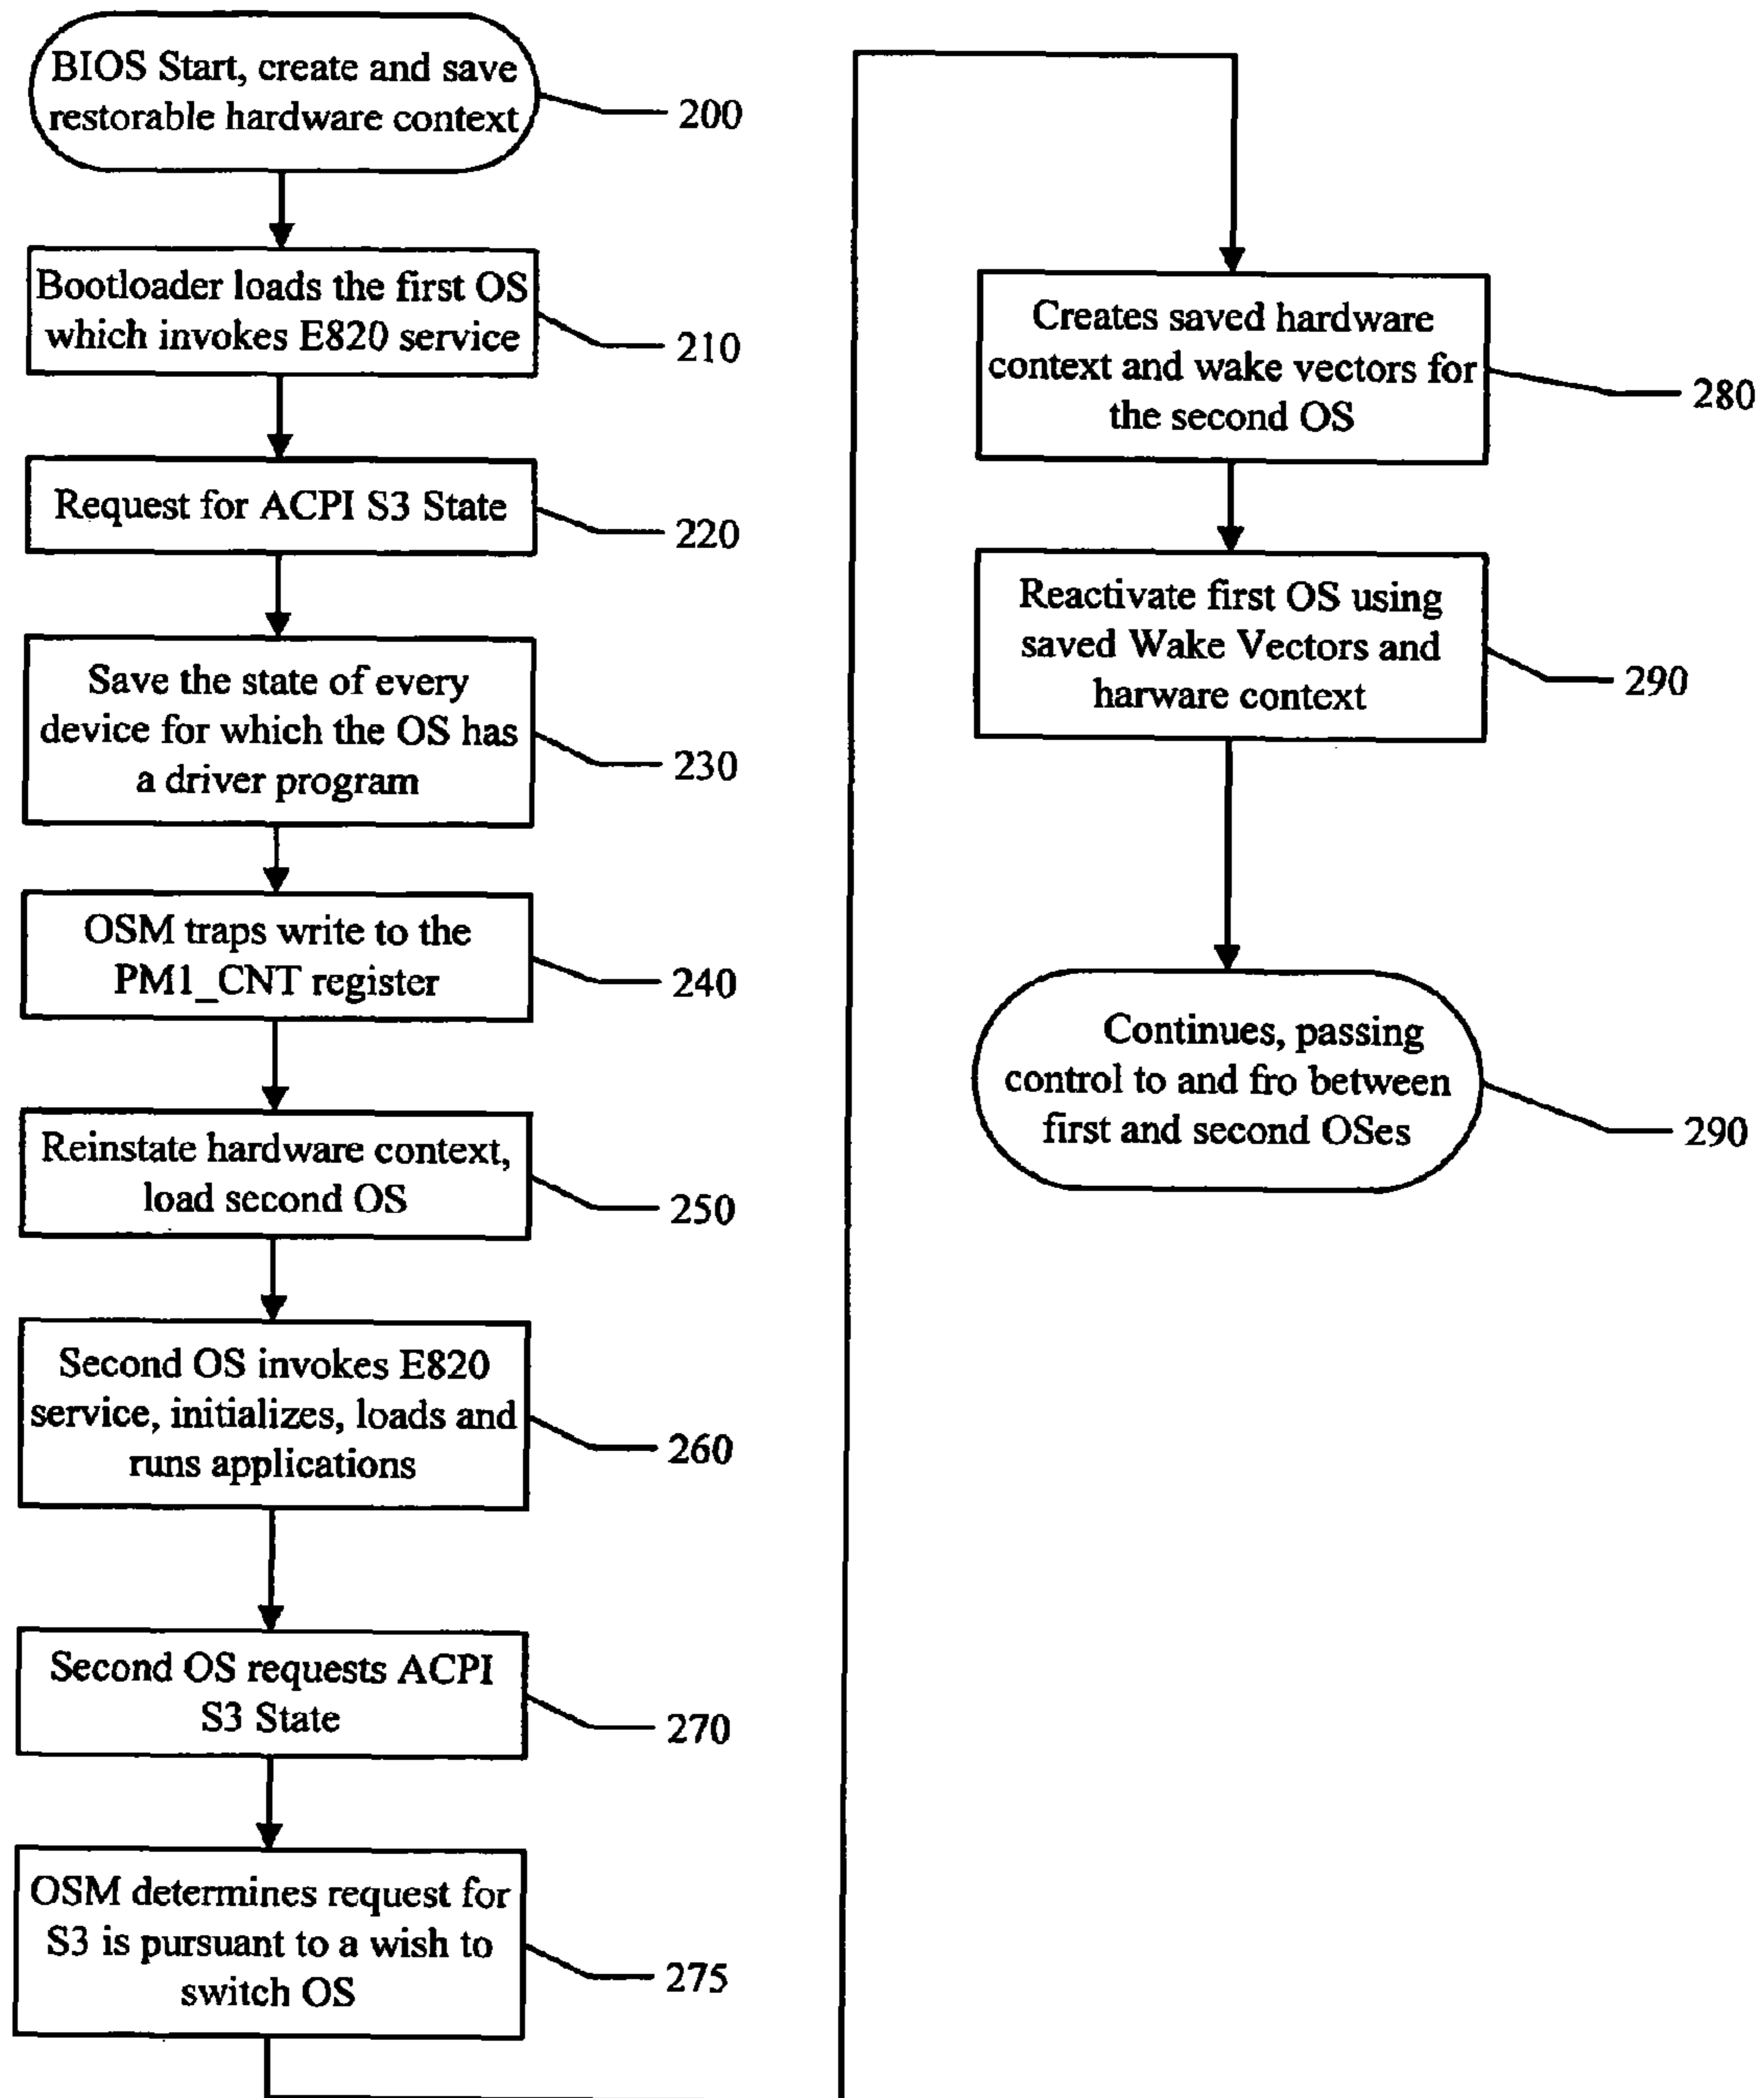 BIOS Start, create and save
restorable hardware context
200
Bootloader loads the first OS
which invokes E820 service
210
Request for ACPI S3 State
220
Save the state of every
device for which the OS has
a driver program
230
OSM traps write to the
PM1_CNT register
240
Reinstate hardware context,
load second OS
250
Second OS invokes E820
service, initializes, loads and
runs applications
260
Second OS requests ACPI
S3 State
270
OSM determines request for
S3 is pursuant to a wish to
switch OS
275
Creates saved hardware
context and wake vectors for
the second OS
280
Reactivate first OS using
saved Wake Vectors and
harware context
290
Continues, passing
control to and fro between
first and second OSes
290